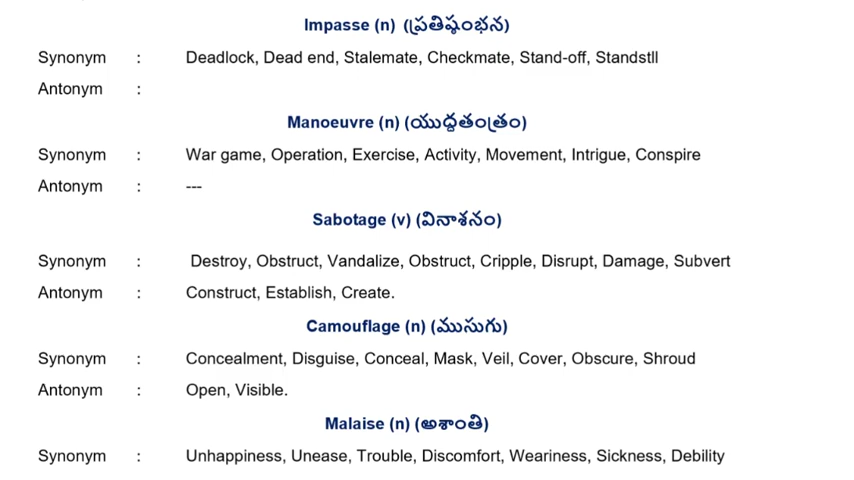 Impasse (n) (ప్రతిష్ఠంభన)
Synonym : Deadlock, Dead end, Stalemate, Checkmate, Stand-off, Standstll
Antonym :
Manoeuvre (n) (యుద్ధతంత్రం)
Synonym : War game, Operation, Exercise, Activity, Movement, Intrigue, Conspire
Antonym : ---
Sabotage (v) (వినాశనం)
Synonym : Destroy, Obstruct, Vandalize, Obstruct, Cripple, Disrupt, Damage, Subvert
Antonym : Construct, Establish, Create.
Camouflage (n) (ముసుగు)
Synonym : Concealment, Disguise, Conceal, Mask, Veil, Cover, Obscure, Shroud
Antonym : Open, Visible.
Malaise (n) (అశాంతి)
Synonym : Unhappiness, Unease, Trouble, Discomfort, Weariness, Sickness, Debility